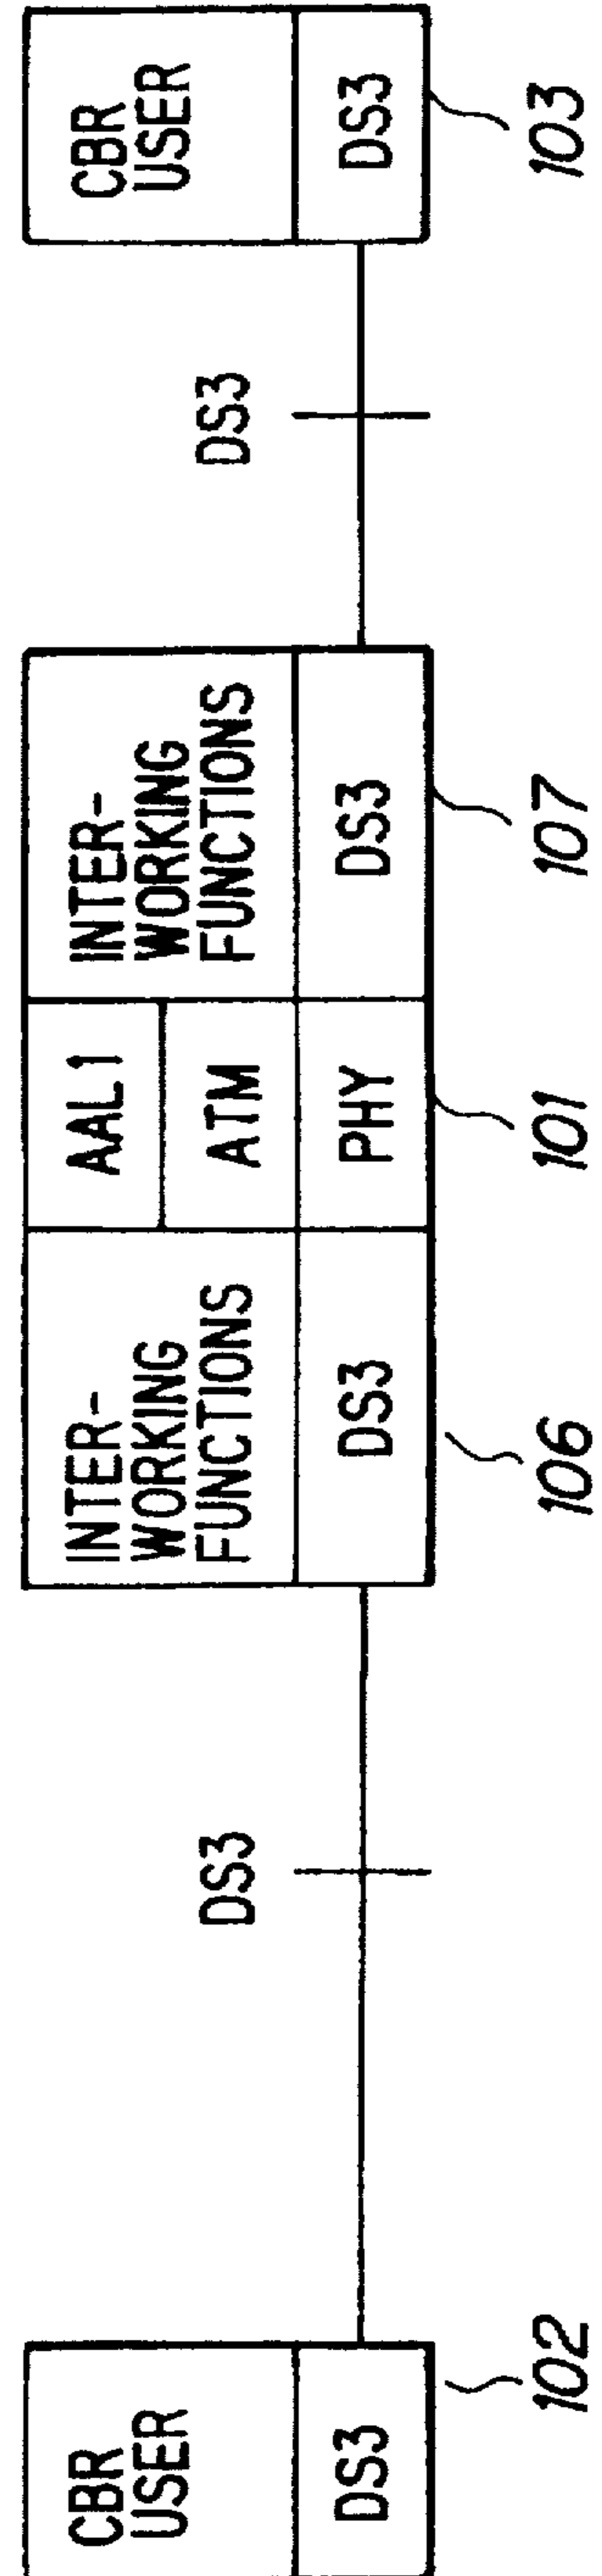 CBR
USER
DS3
102
DS3
INTER-
WORKING
FUNCTIONS
DS3
106
AAL1
ATM
PHY
101
INTER-
WORKING
FUNCTIONS
DS3
107
DS3
CBR
USER
DS3
103